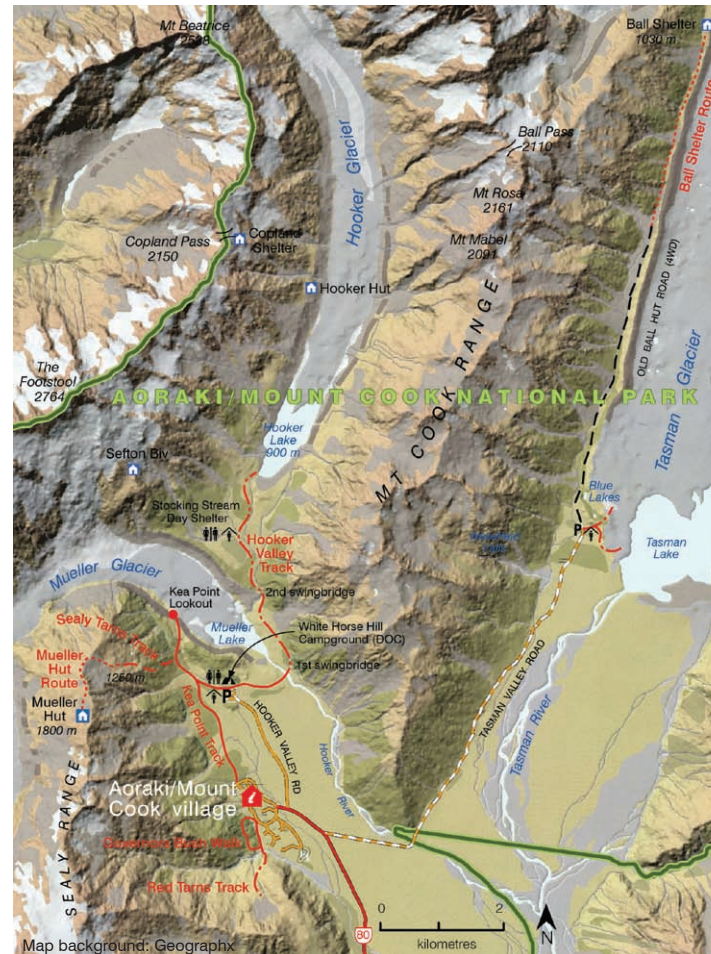 Ball Shelter
1030 m
Mt Beatrice
2528
Ball Shelter Route
Ball Pass
2110
Hooker Glacier
Mt Rosa
2161
Copland Pass
2150
Copland
Shelter
Mt Mabel
2091
Hooker Hut
OLD BALL HUT ROAD (4WD)
MT COOK RANGE
The
Footstool
2764
AORAKI/MOUNT COOK NATIONAL PARK
Tasman Glacier
Hooker
Lake
900 m
Sefton Biv
Blue
Lakes
Stocking Stream
Day Shelter
P
Hooker
Valley
Track
Tasman
Lake
Mueller Glacier
2nd swingbridge
Kea Point
Lookout
Sealy Tarns Track
Mueller
Lake
White Horse Hill
Campground (DOC)
1st swingbridge
Mueller
Hut
Route
1250 m
P
Mueller
Hut
1800 m
Kea Point Track
HOOKER VALLEY RD
TASMAN VALLEY ROAD
Tasman River
Hooker
River
Aoraki/Mount
Cook village
SEALY RANGE
Governors Bush Walk
Red Tarns Track
0 2
kilometres
N
80
Map background: Geographx